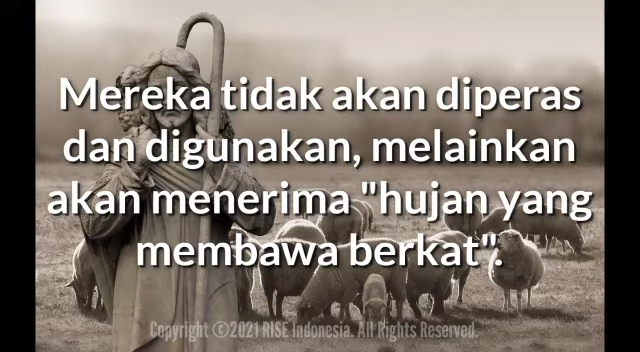 Mereka tidak akan diperas
dan digunakan, melainkan
akan menerima "hujan yang
membawa berkat".
Copyright ©2021 RISE Indonesia. All Rights Reserved.